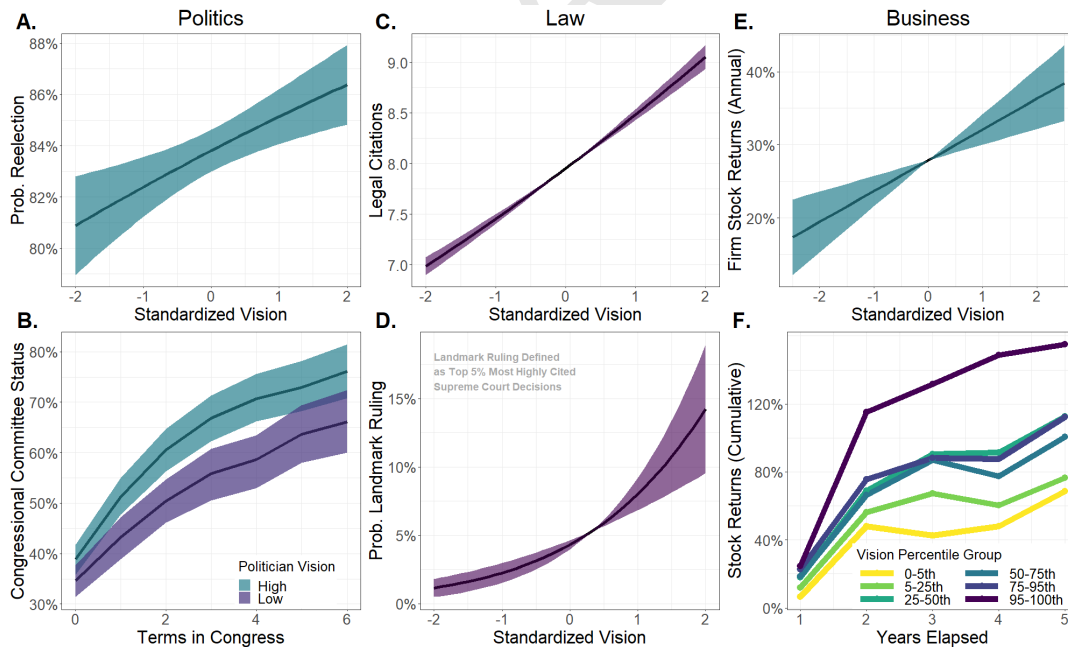 A.
Politics
Prob. Reelection
88%
86%
84%
82%
80%
-2
-1
0
1
2
Standardized Vision
C.
Law
Legal Citations
9.0
8.5
8.0
7.5
7.0
-2
-1
0
1
2
Standardized Vision
E.
Business
Firm Stock Returns (Annual)
40%
30%
20%
-2
-1
0
1
2
Standardized Vision
B.
Congressional Committee Status
80%
70%
60%
50%
40%
30%
Politician Vision
High
Low
0
2
4
6
Terms in Congress
D.
Prob. Landmark Ruling
Landmark Ruling Defined
as Top 5% Most Highly Cited
Supreme Court Decisions
15%
10%
5%
0%
-2
-1
0
1
2
Standardized Vision
F.
Stock Returns (Cumulative)
120%
80%
40%
0%
Vision Percentile Group
0-5th
5-25th
25-50th
50-75th
75-95th
95-100th
1
2
3
4
5
Years Elapsed